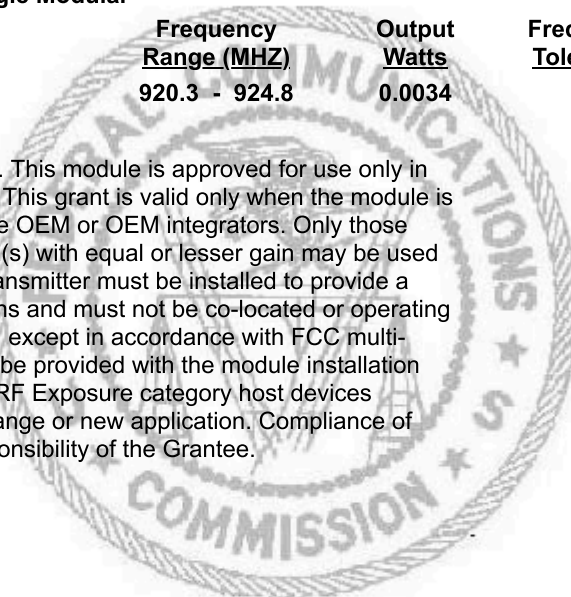 gle Modular
Frequency Output Freq
Range (MHZ) Watts Tole
920.3 - 924.8 0.0034
. This module is approved for use only in
This grant is valid only when the module is
e OEM or OEM integrators. Only those
(s) with equal or lesser gain may be used
ansmitter must be installed to provide a
ns and must not be co-located or operating
except in accordance with FCC multi-
be provided with the module installation
RF Exposure category host devices
ange or new application. Compliance of
onsibility of the Grantee.
FEDERAL COMMUNICATIONS
COMMISSION
U S